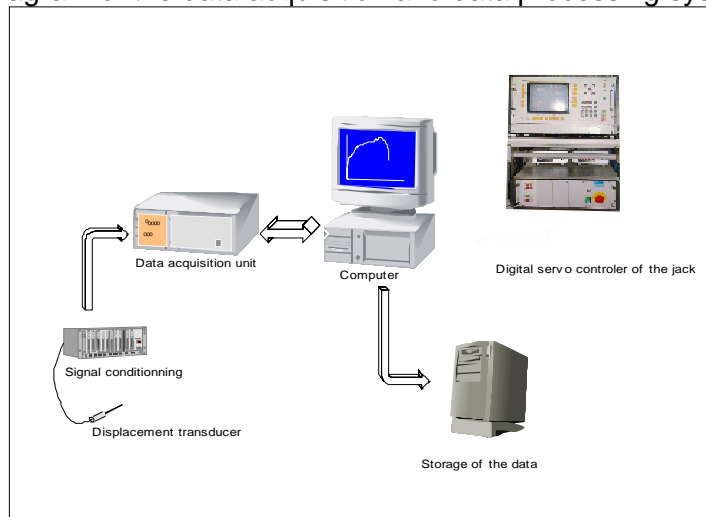 Data acquisition unit
Computer
Digital servo controler of the jack
Signal conditionning
Displacement transducer
Storage of the data